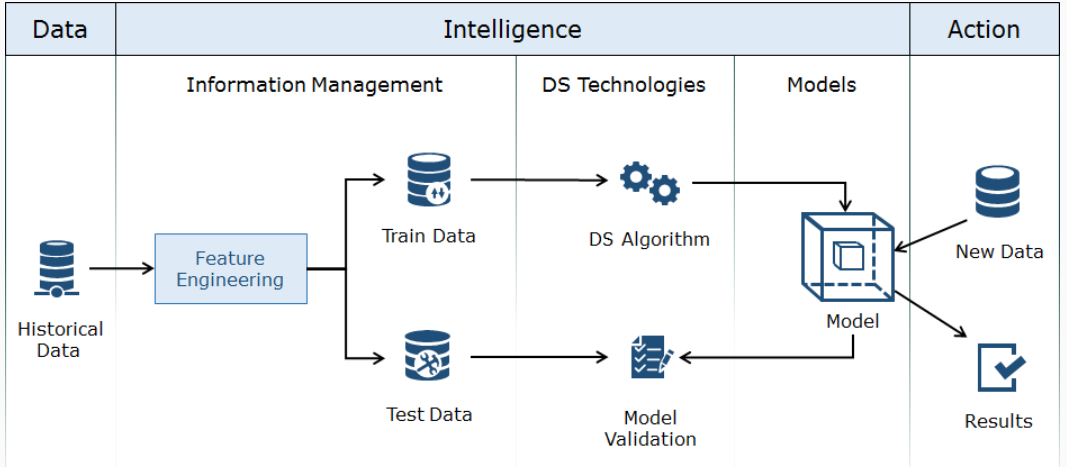 Data
Intelligence
Action
Information Management
DS Technologies
Models
Train Data
DS Algorithm
New Data
Feature
Engineering
Historical
Data
Model
Test Data
Model
Validation
Results